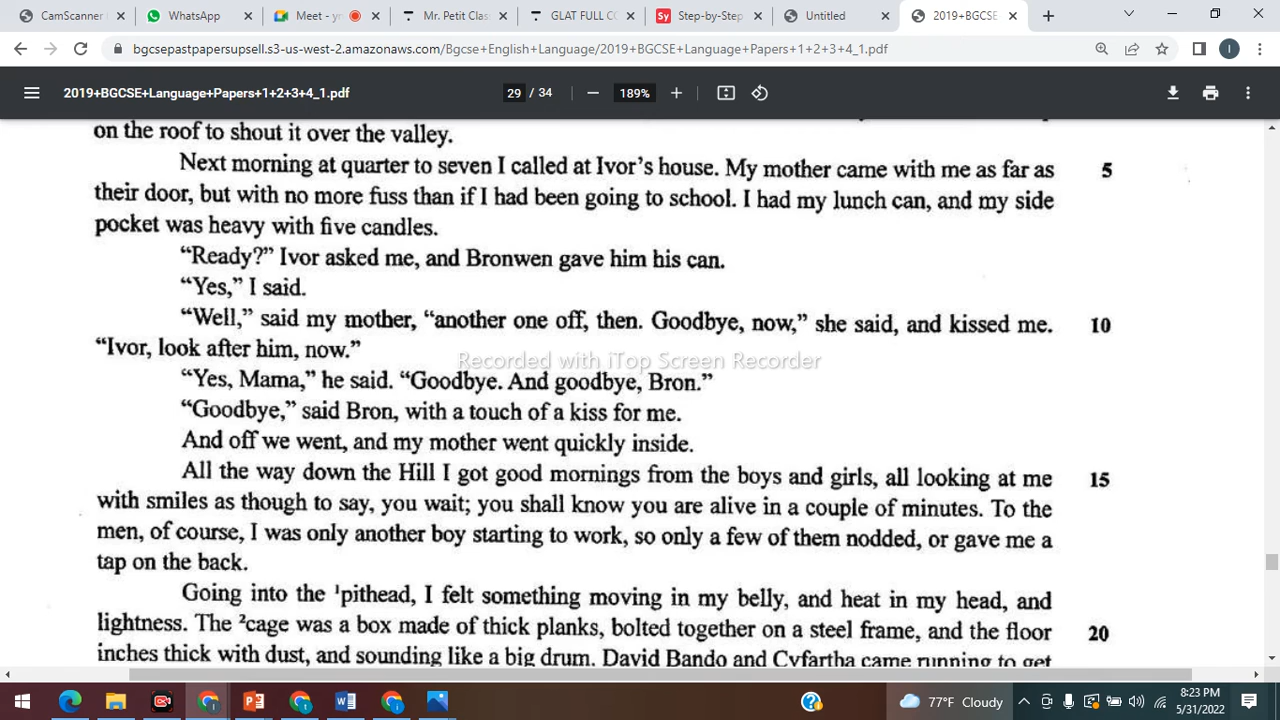 CamScanner
WhatsApp
Meet - yn
Mr. Petit Clas
GLAT FULL CO
Step-by-Step
Untitled
2019+BGCSE
bgcsepastpapersupsell.s3-us-west-2.amazonaws.com/Bgcse+English+Language/2019+BGCSE+Language+Papers+1+2+3+4_1.pdf
2019+BGCSE+Language+Papers+1+2+3+4_1.pdf
29 / 34
189%
on the roof to shout it over the valley.
Next morning at quarter to seven I called at Ivor's house. My mother came with me as far as 5
their door, but with no more fuss than if I had been going to school. I had my lunch can, and my side
pocket was heavy with five candles.
“Ready?” Ivor asked me, and Bronwen gave him his can.
“Yes,” I said.
“Well,” said my mother, “another one off, then. Goodbye, now,” she said, and kissed me. 10
“Ivor, look after him, now.”
Recorded with iTop Screen Recorder
“Yes, Mama,” he said. “Goodbye. And goodbye, Bron.”
“Goodbye,” said Bron, with a touch of a kiss for me.
And off we went, and my mother went quickly inside.
All the way down the Hill I got good mornings from the boys and girls, all looking at me 15
with smiles as though to say, you wait; you shall know you are alive in a couple of minutes. To the
men, of course, I was only another boy starting to work, so only a few of them nodded, or gave me a
tap on the back.
Going into the ¹pithead, I felt something moving in my belly, and heat in my head, and
lightness. The ²cage was a box made of thick planks, bolted together on a steel frame, and the floor 20
inches thick with dust, and sounding like a big drum. David Bando and Cyfartha came running to get
77°F Cloudy
8:23 PM
5/31/2022